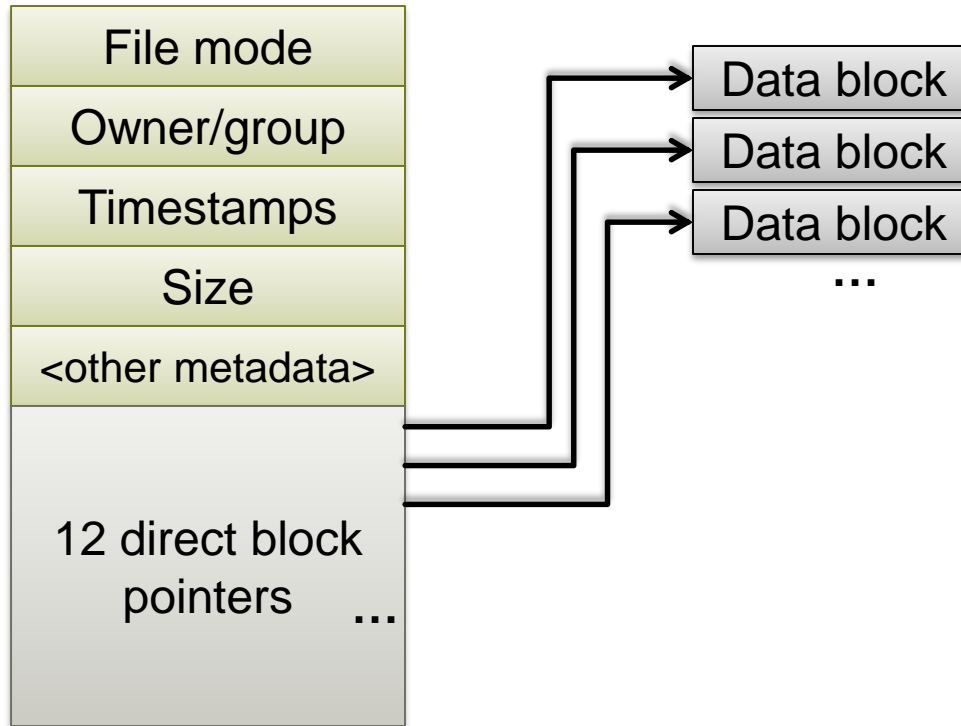 File mode
Owner/group
Timestamps
Size
<other metadata>
12 direct block
pointers ...
Data block
Data block
Data block
...